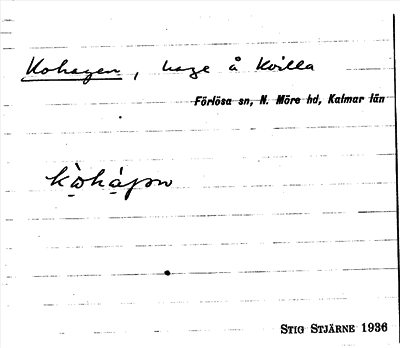 Kohagen, hage å Kvilla
Förlösa sn, N. Möre hd, Kalmar län
STIG STJÄRNE 1936